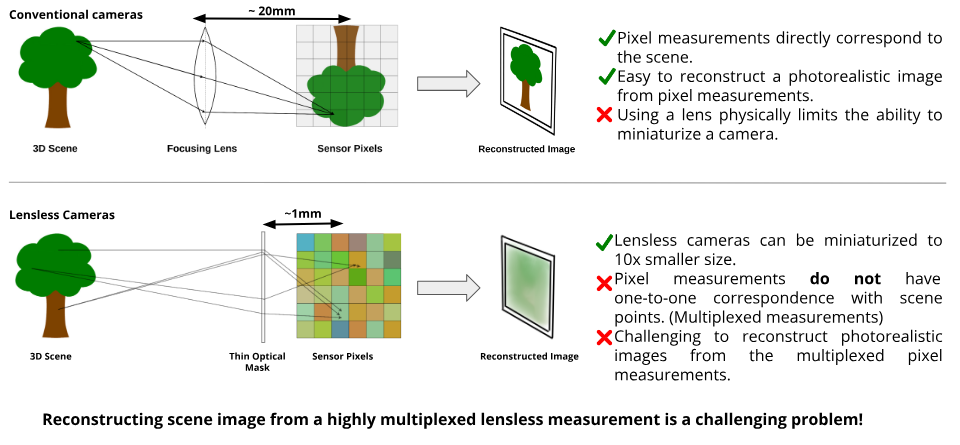 Conventional cameras
~ 20mm
3D Scene
Focusing Lens
Sensor Pixels
Reconstructed Image
Pixel measurements directly correspond to
the scene.
Easy to reconstruct a photorealistic image
from pixel measurements.
Using a lens physically limits the ability to
miniaturize a camera.
Lensless Cameras
~1mm
3D Scene
Thin Optical
Mask
Sensor Pixels
Reconstructed Image
Lensless cameras can be miniaturized to
10x smaller size.
Pixel measurements do not have
one-to-one correspondence with scene
points. (Multiplexed measurements)
Challenging to reconstruct photorealistic
images from the multiplexed pixel
measurements.
Reconstructing scene image from a highly multiplexed lensless measurement is a challenging problem!